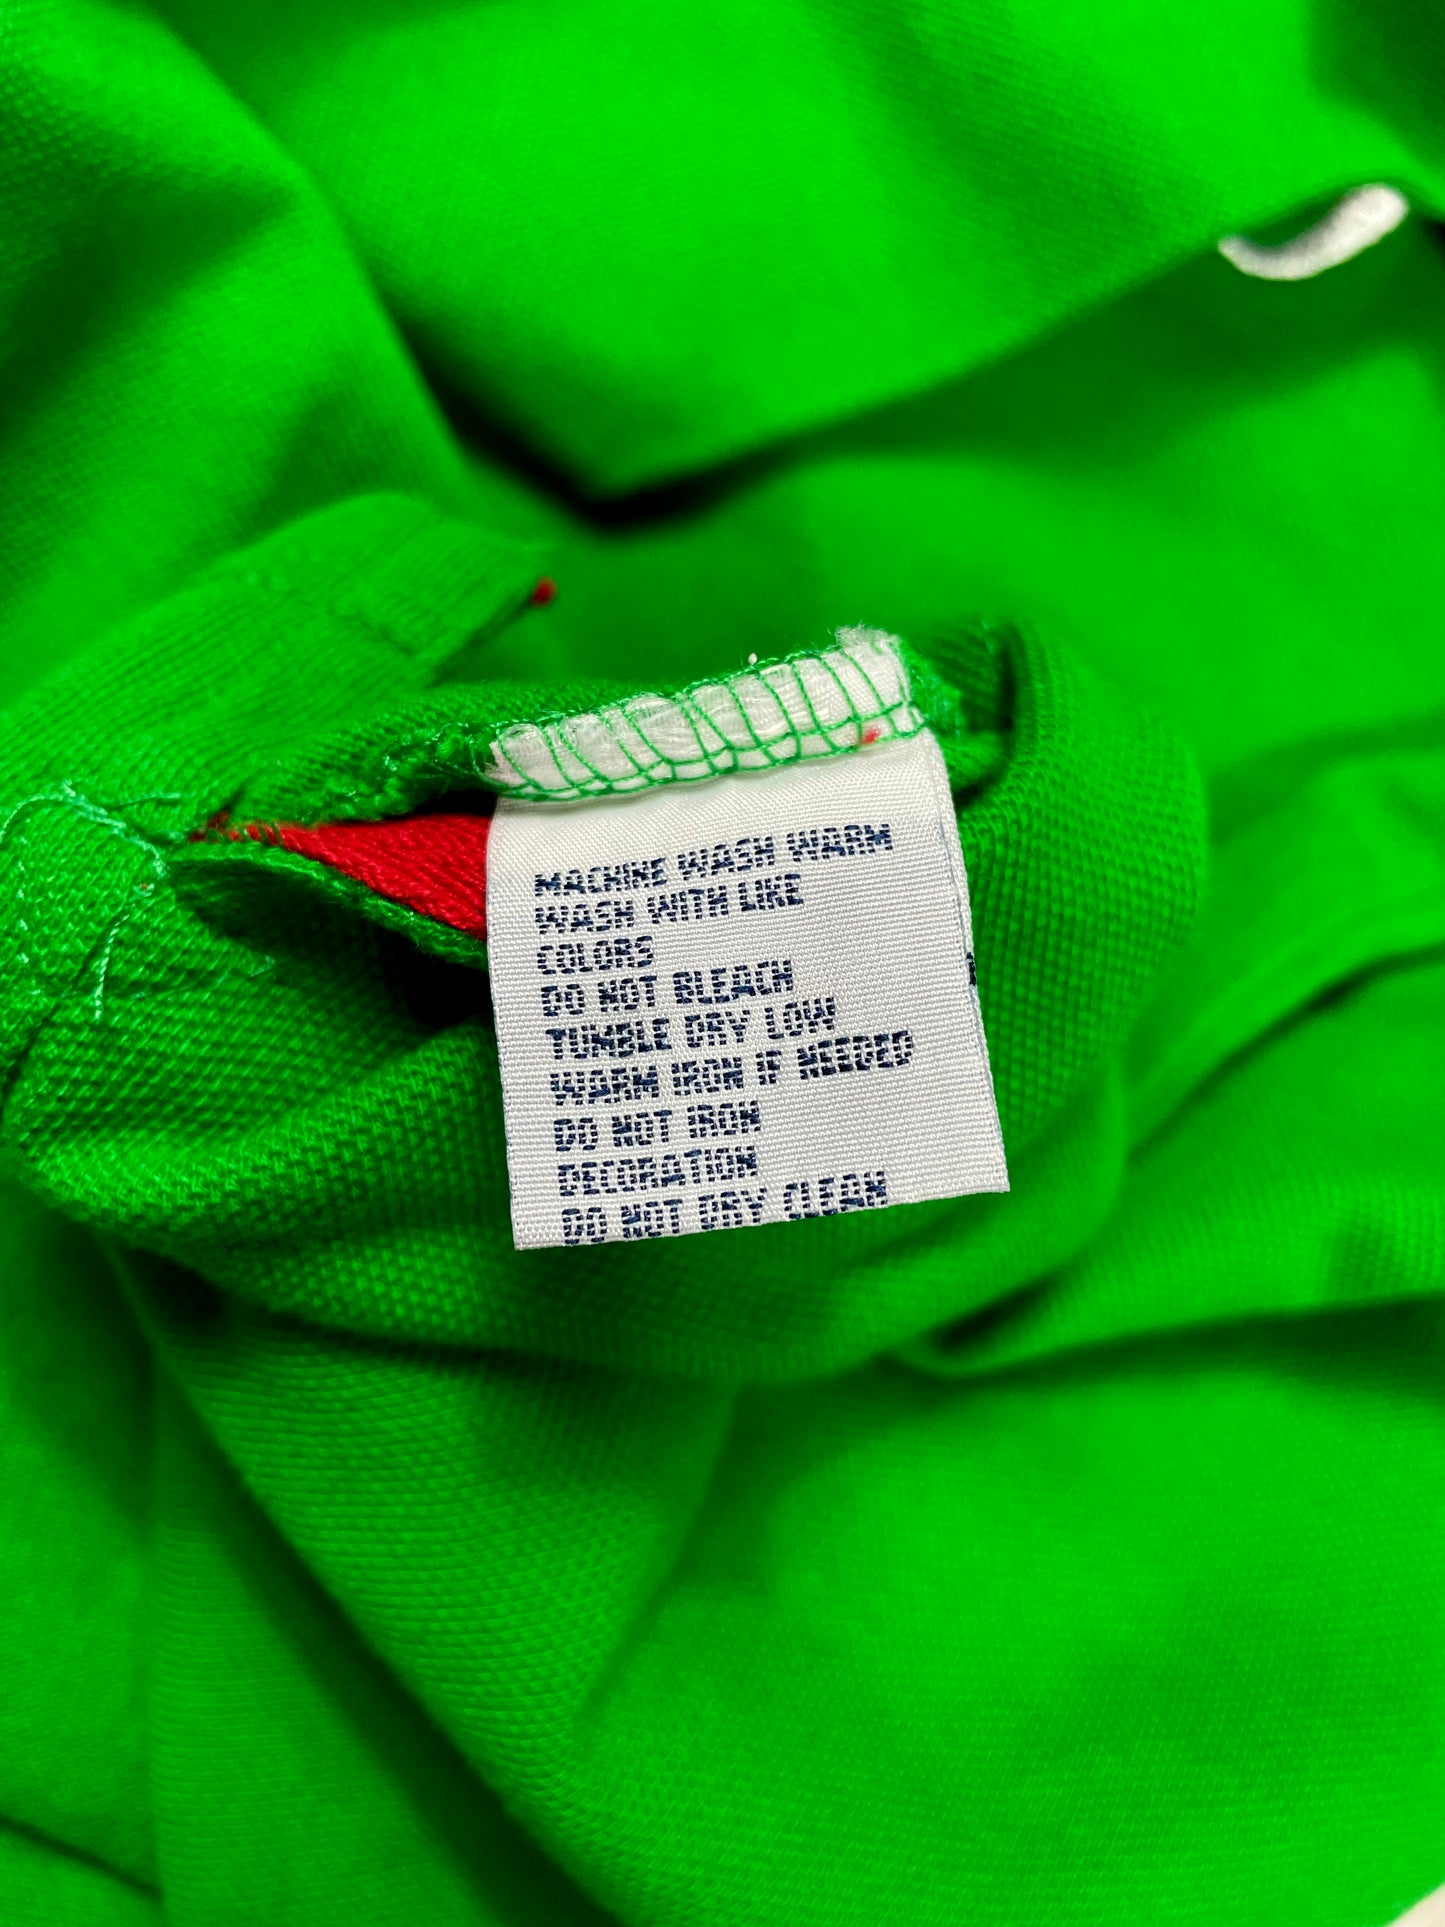 MACHINE WASH WARM
WASH WITH LIKE
COLORS
DO NOT BLEACH
TUMBLE DRY LOW
WARM IRON IF NEEDED
DO NOT IRON
DECORATION
DO NOT DRY CLEAN